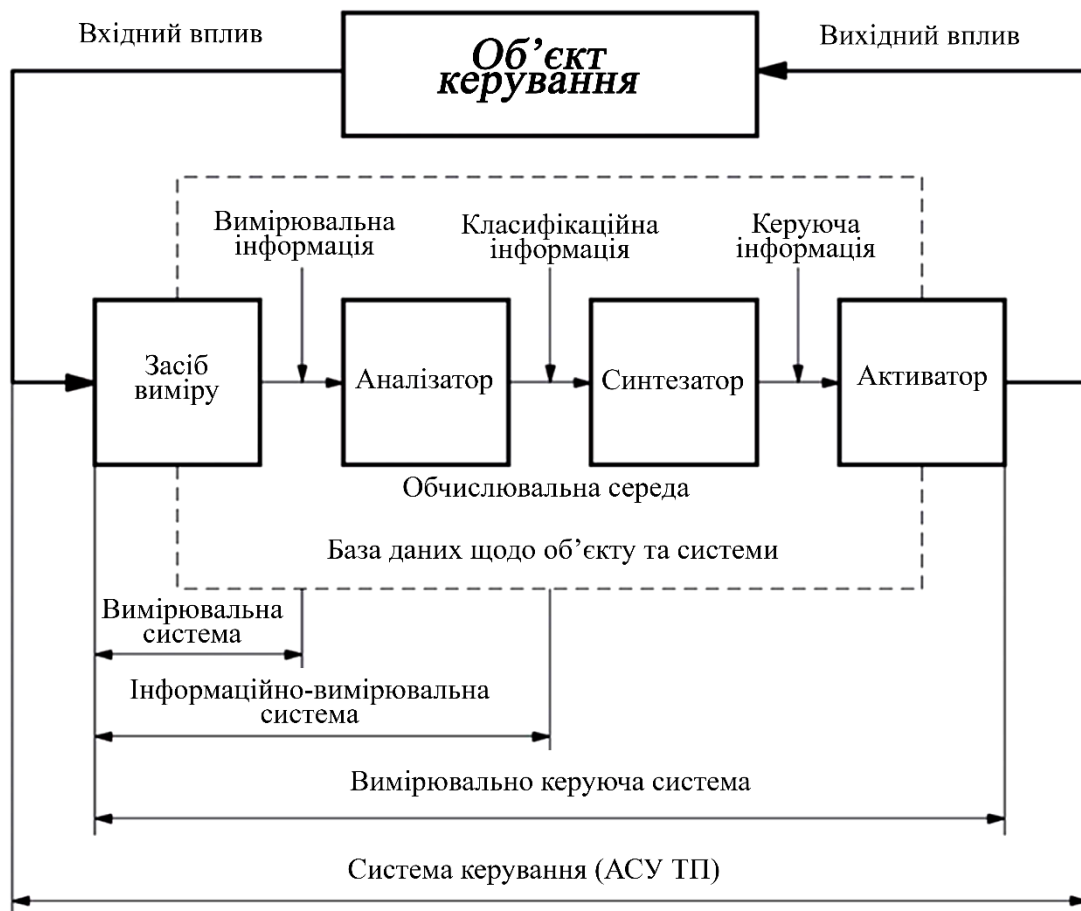 Вхідний вплив
Об’єкт
керування
Вихідний вплив
Вимірювальна
інформація
Класифікаційна
інформація
Керуюча
інформація
Засіб
виміру
Аналізатор
Синтезатор
Активатор
Обчислювальна середа
База даних щодо об’єкту та системи
Вимірювальна
система
Інформаційно-вимірювальна
система
Вимірювально керуюча система
Система керування (АСУ ТП)